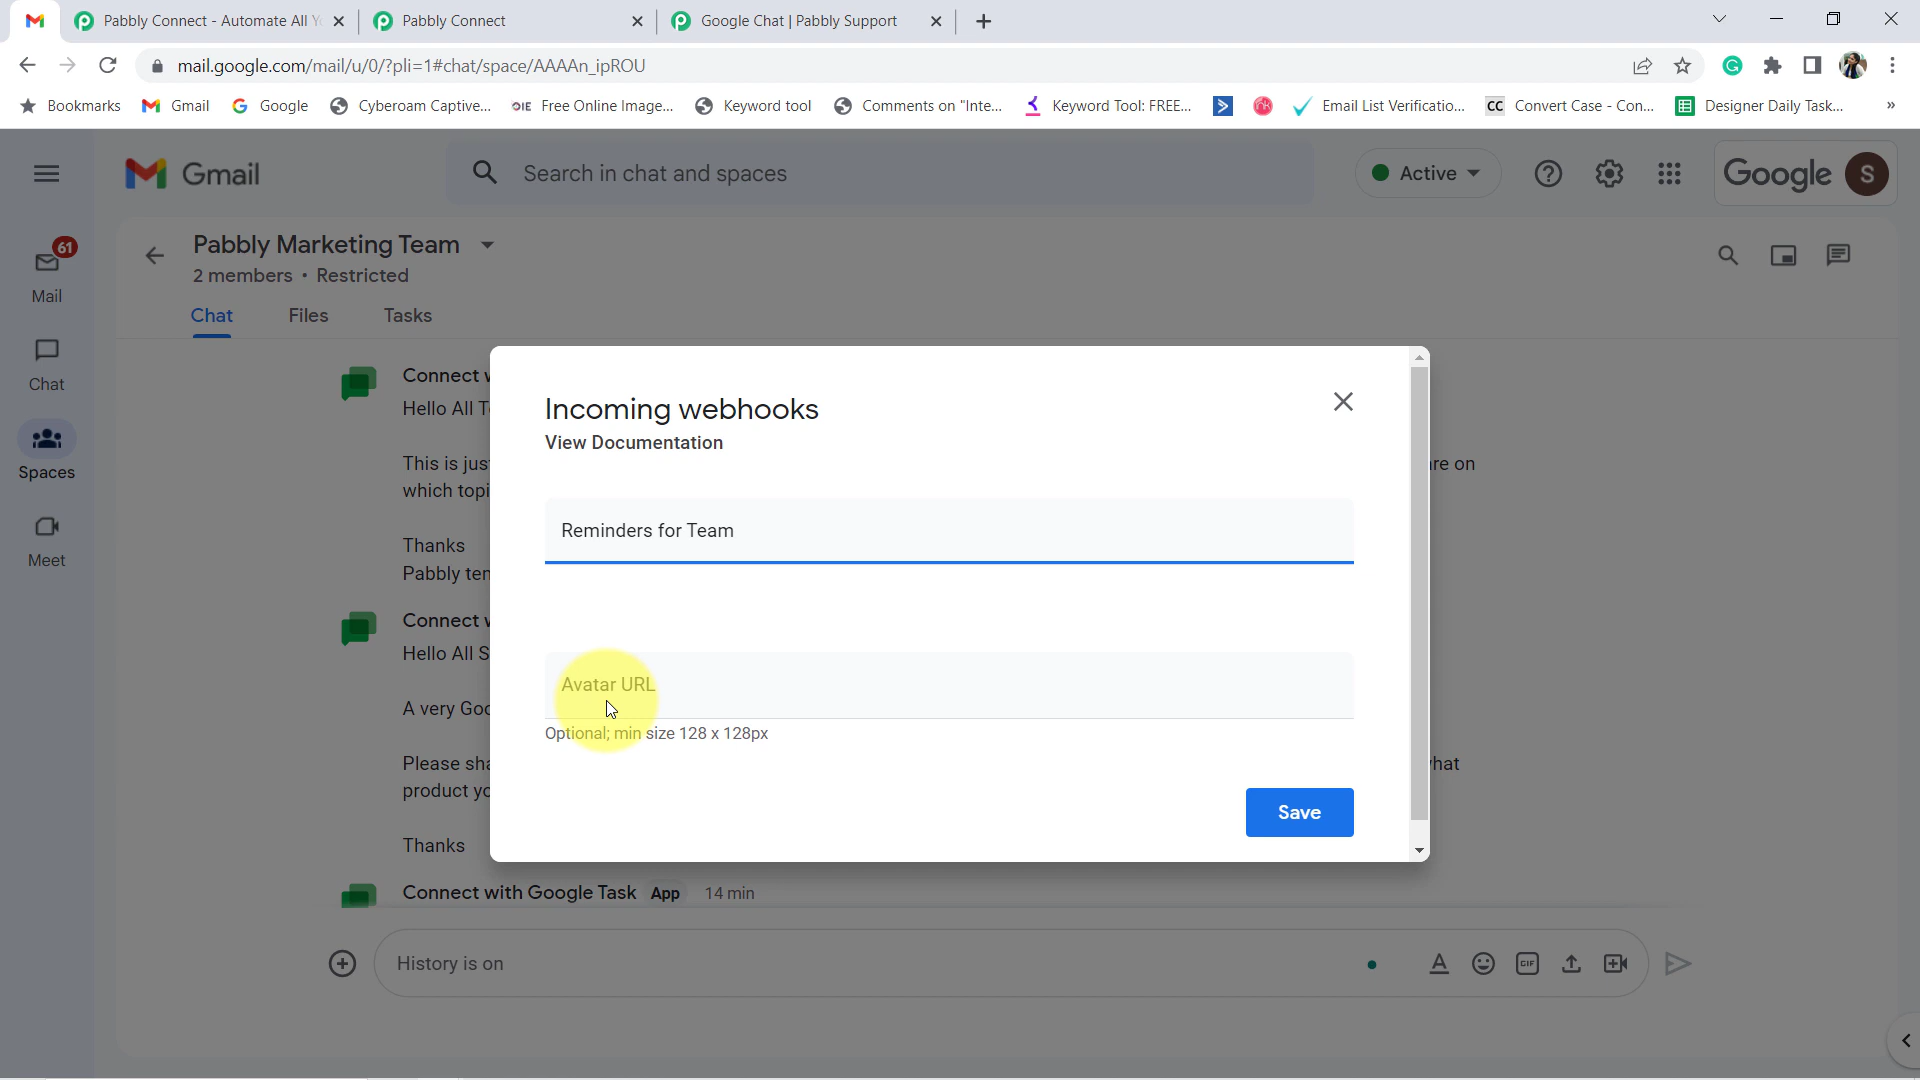 Pabbly Connect - Automate All Y
Pabbly Connect
Google Chat | Pabbly Support
mail.google.com/mail/u/0/?pli=1#chat/space/AAAAn_ipROU
Bookmarks
Gmail
Google
Cyberoam Captive...
Free Online Image...
Keyword tool
Comments on "Inte...
Keyword Tool: FREE...
Email List Verificatio...
CC
Convert Case - Con...
Designer Daily Task...
»
Gmail
Search in chat and spaces
Active
Google
S
61
Mail
Chat
Spaces
Meet
Pabbly Marketing Team
2 members • Restricted
Chat
Files
Tasks
Connect
Hello All
This is jus
re on
which topi
Thanks
Pabbly
Connect
Hello All S
A very
Please sha
hat
product yo
Thanks
Connect with Google Task App 14 min
History is on
GIF
Incoming webhooks
View Documentation
Reminders for Team
Avatar URL
Optional; min size 128 x 128px
Save